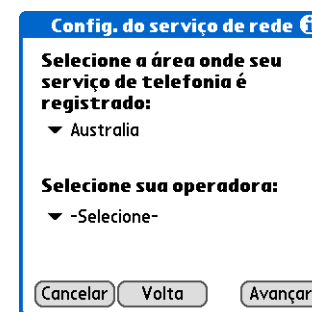 Config. do serviço de rede
Selecione a área onde seu
serviço de telefonia é
registrado:
Australia
Selecione sua operadora:
-Selecione-
Cancelar Volta Avançar